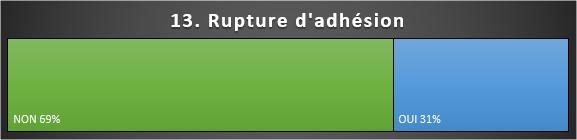 13. Rupture d'adhésion
NON 69%
OUI 31%